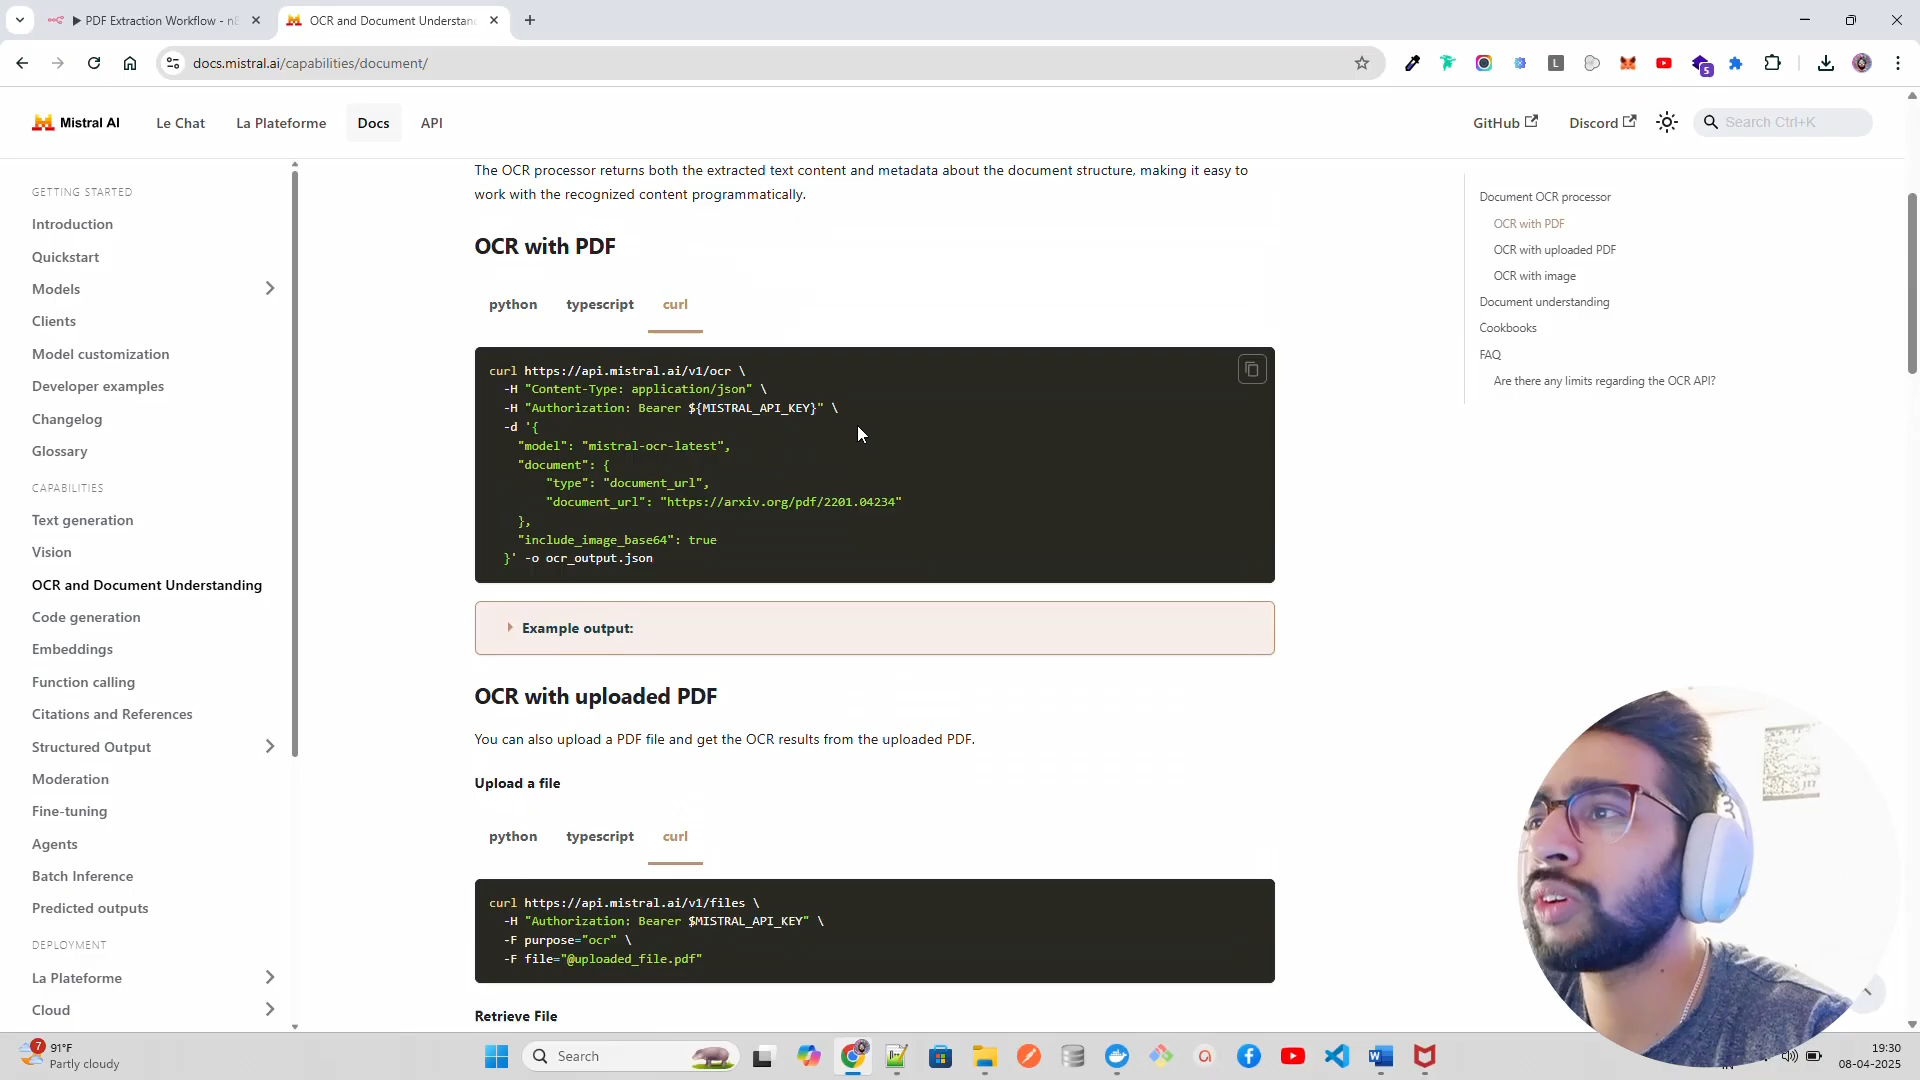 PDF Extraction Workflow - n8
OCR and Document Understan
docs.mistral.ai/capabilities/document/
L
5
Mistral AI
Le Chat
La Plateforme
Docs
API
GitHub
Discord
Search Ctrl+K
GETTING STARTED
Introduction
Quickstart
Models
Clients
Model customization
Developer examples
Changelog
Glossary
CAPABILITIES
Text generation
Vision
OCR and Document Understanding
Code generation
Embeddings
Function calling
Citations and References
Structured Output
Moderation
Fine-tuning
Agents
Batch Inference
Predicted outputs
DEPLOYMENT
La Plateforme
Cloud
The OCR processor returns both the extracted text content and metadata about the document structure, making it easy to
work with the recognized content programmatically.
OCR with PDF
python typescript curl
curl https://api.mistral.ai/v1/ocr \
-H "Content-Type: application/json" \
-H "Authorization: Bearer ${MISTRAL_API_KEY}" \
-d '{
"model": "mistral-ocr-latest",
"document": {
"type": "document_url",
"document_url": "https://arxiv.org/pdf/2201.04234"
},
"include_image_base64": true
}' -o ocr_output.json
Example output:
OCR with uploaded PDF
You can also upload a PDF file and get the OCR results from the uploaded PDF.
Upload a file
python typescript curl
curl https://api.mistral.ai/v1/files \
-H "Authorization: Bearer $MISTRAL_API_KEY" \
-F purpose="ocr" \
-F file="@uploaded_file.pdf"
Retrieve File
Document OCR processor
OCR with PDF
OCR with uploaded PDF
OCR with image
Document understanding
Cookbooks
FAQ
Are there any limits regarding the OCR API?
7
91°F
Partly cloudy
Search
19:30
08-04-2025